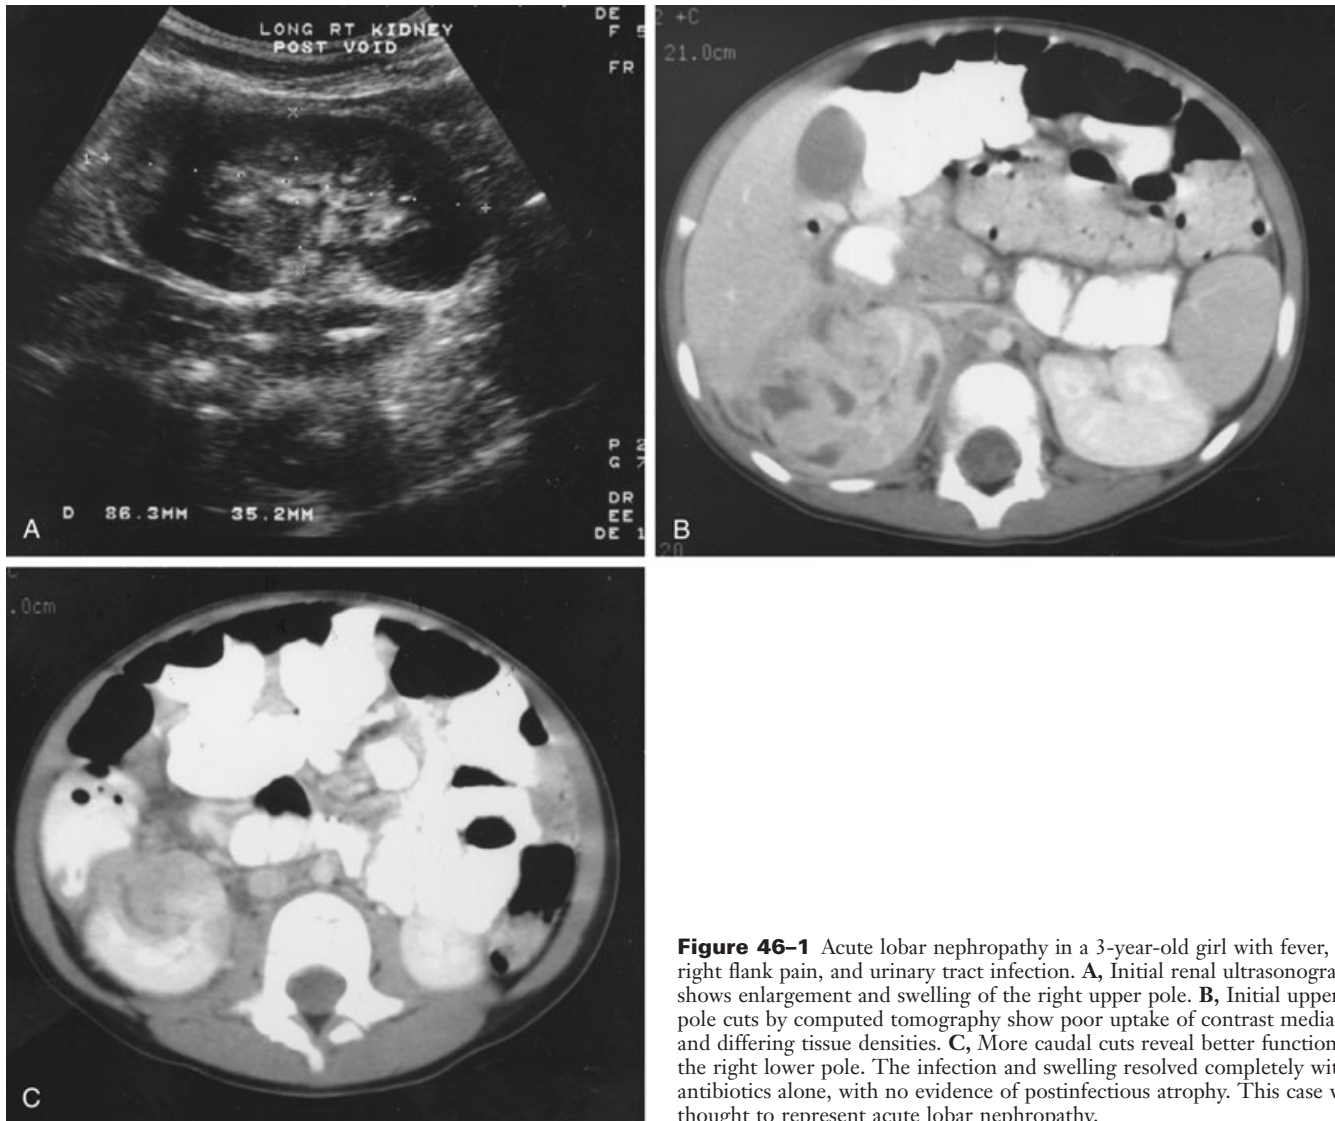 LONG RT KIDNEY
POST VOID
DE
F 5
FR
P 2
G
DR
EE
DE 1
D 86.3MM 35.2MM
A
2 +C
21.0cm
20
B
.0cm
C
Figure 46–1 Acute lobar nephropathy in a 3-year-old girl with fever,
right flank pain, and urinary tract infection. A, Initial renal ultrasonogra
shows enlargement and swelling of the right upper pole. B, Initial upper
pole cuts by computed tomography show poor uptake of contrast media
and differing tissue densities. C, More caudal cuts reveal better function
the right lower pole. The infection and swelling resolved completely wit
antibiotics alone, with no evidence of postinfectious atrophy. This case w
thought to represent acute lobar nephropathy.